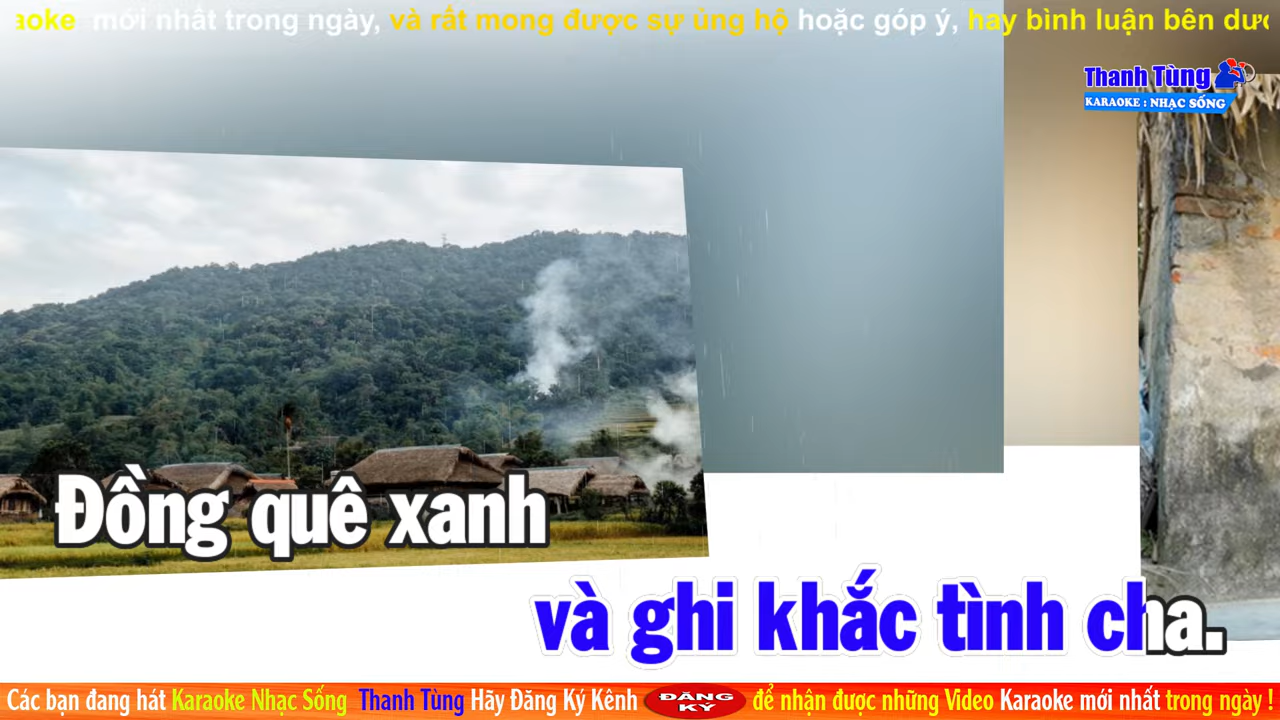 aoke mới nhất trong ngày, và rất mong được sự ủng hộ hoặc góp ý, hay bình luận bên dưc
Thanh Tùng
KARAOKE : NHẠC SỐNG
Đồng quê xanh
và ghi khắc tình cha.
Các bạn đang hát Karaoke Nhạc Sống Thanh Tùng Hãy Đăng Ký Kênh ĐĂNG KÝ để nhận được những Video Karaoke mới nhất trong ngày !